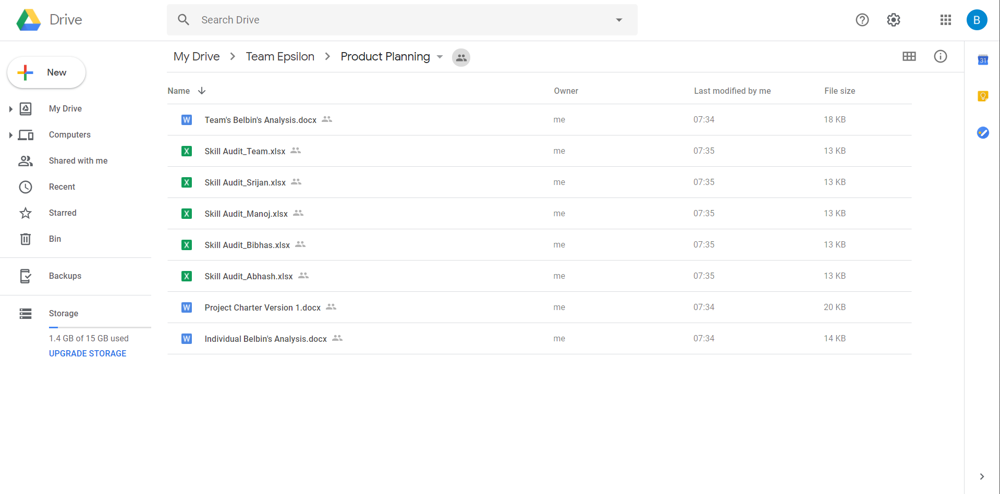 Drive
Search Drive
B
New
My Drive
Computers
Shared with me
Recent
Starred
Bin
Backups
Storage
1.4 GB of 15 GB used
UPGRADE STORAGE
My Drive > Team Epsilon > Product Planning
Name Owner Last modified by me File size
W Team's Belbin's Analysis.docx me 07:34 18 KB
X Skill Audit_Team.xlsx me 07:35 13 KB
X Skill Audit_Srijan.xlsx me 07:35 13 KB
X Skill Audit_Manoj.xlsx me 07:35 13 KB
X Skill Audit_Bibhas.xlsx me 07:35 13 KB
X Skill Audit_Abhash.xlsx me 07:35 13 KB
W Project Charter Version 1.docx me 07:34 20 KB
W Individual Belbin's Analysis.docx me 07:34 14 KB
31